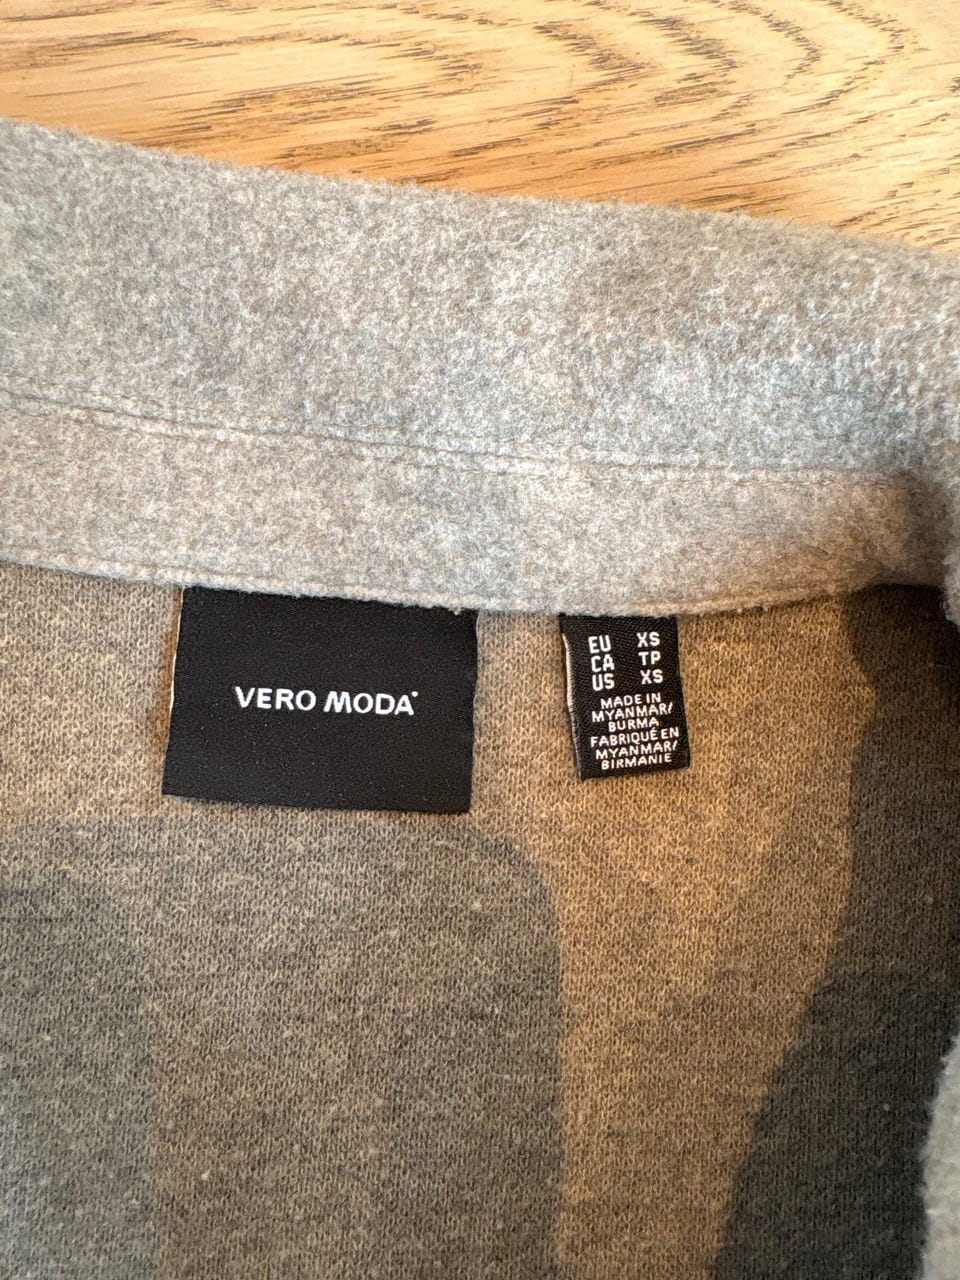 VERO MODA
EU XS
CA TP
US XS
MADE IN
MYANMAR/
BURMA
FABRIQUÉ EN
MYANMAR/
BIRMANIE